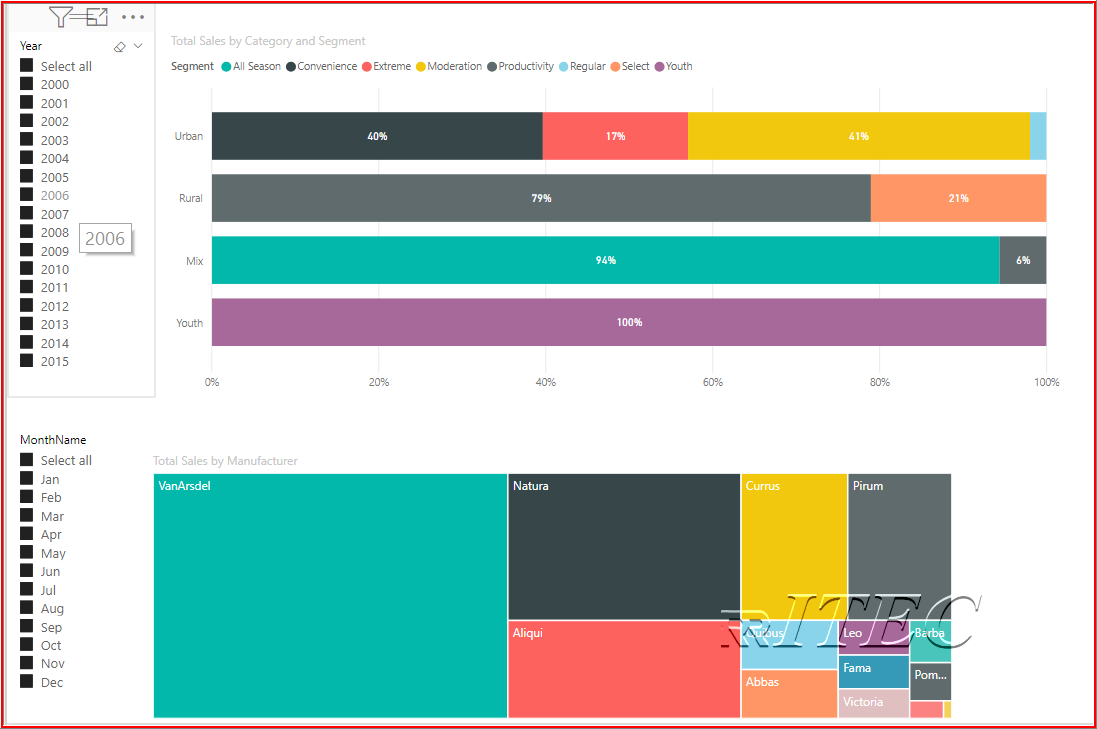 Year
Select all
2000
2001
2002
2003
2004
2005
2006
2007
2008
2006
2009
2010
2011
2012
2013
2014
2015
Total Sales by Category and Segment
Segment All Season Convenience Extreme Moderation Productivity Regular Select Youth
Urban 40% 17% 41%
Rural 79% 21%
Mix 94% 6%
Youth 100%
0% 20% 40% 60% 80% 100%
MonthName
Select all
Jan
Feb
Mar
Apr
May
Jun
Jul
Aug
Sep
Oct
Nov
Dec
Total Sales by Manufacturer
VanArsdel Natura Currus Pirum
RITEC
Aliqui Quibus Leo Barba
Fama
Pom...
Abbas
Victoria